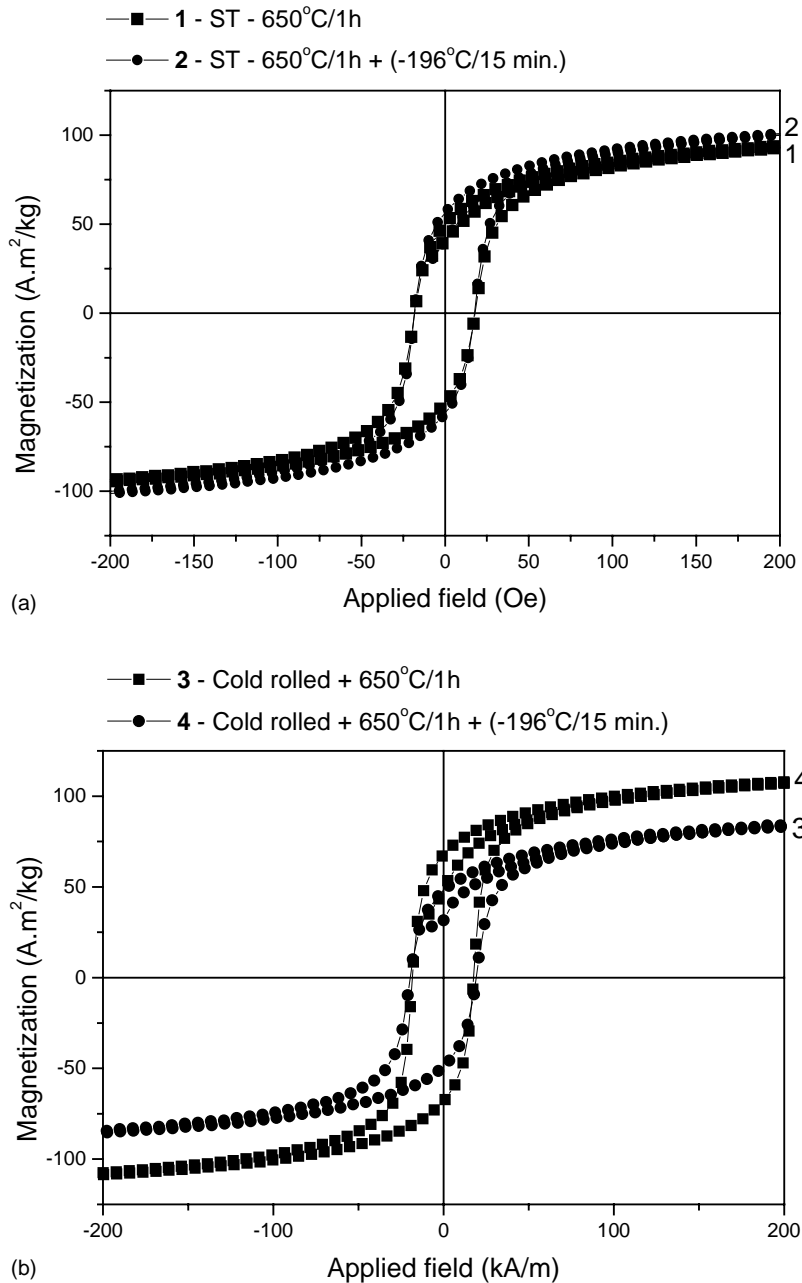 1 - ST - 650°C/1h
2 - ST - 650°C/1h + (-196°C/15 min.)
100
50
0
-50
-100
2
1
Magnetization (A.m²/kg)
-200 -150 -100 -50 0 50 100 150 200
Applied field (Oe)
(a)
3 - Cold rolled + 650°C/1h
4 - Cold rolled + 650°C/1h + (-196°C/15 min.)
100
50
0
-50
-100
4
3
Magnetization (A.m²/kg)
-200 -100 0 100 200
Applied field (kA/m)
(b)